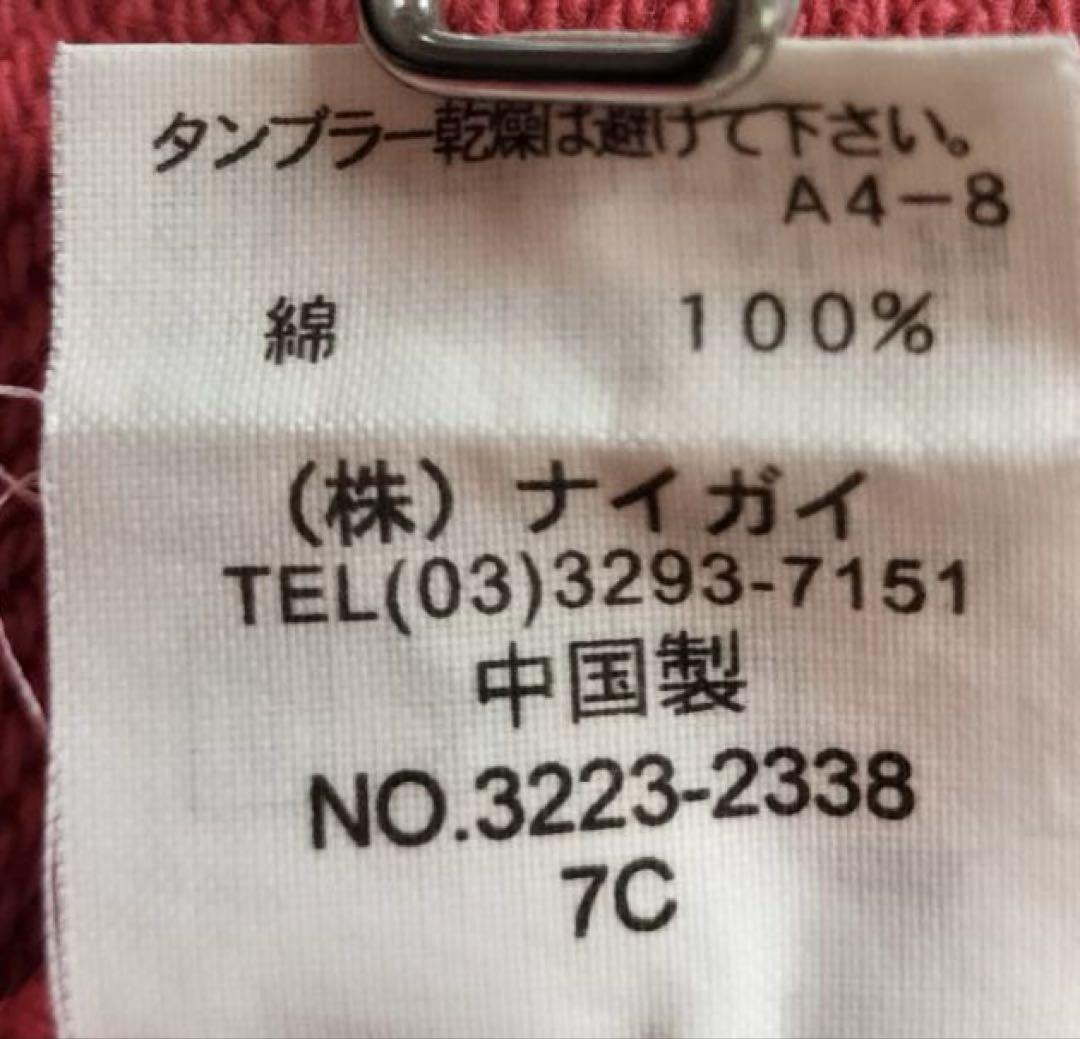 タンブラー乾燥は避けて下さい。
A4-8
綿 100%
(株) ナイガイ
TEL(03)3293-7151
中国製
NO.3223-2338
7C